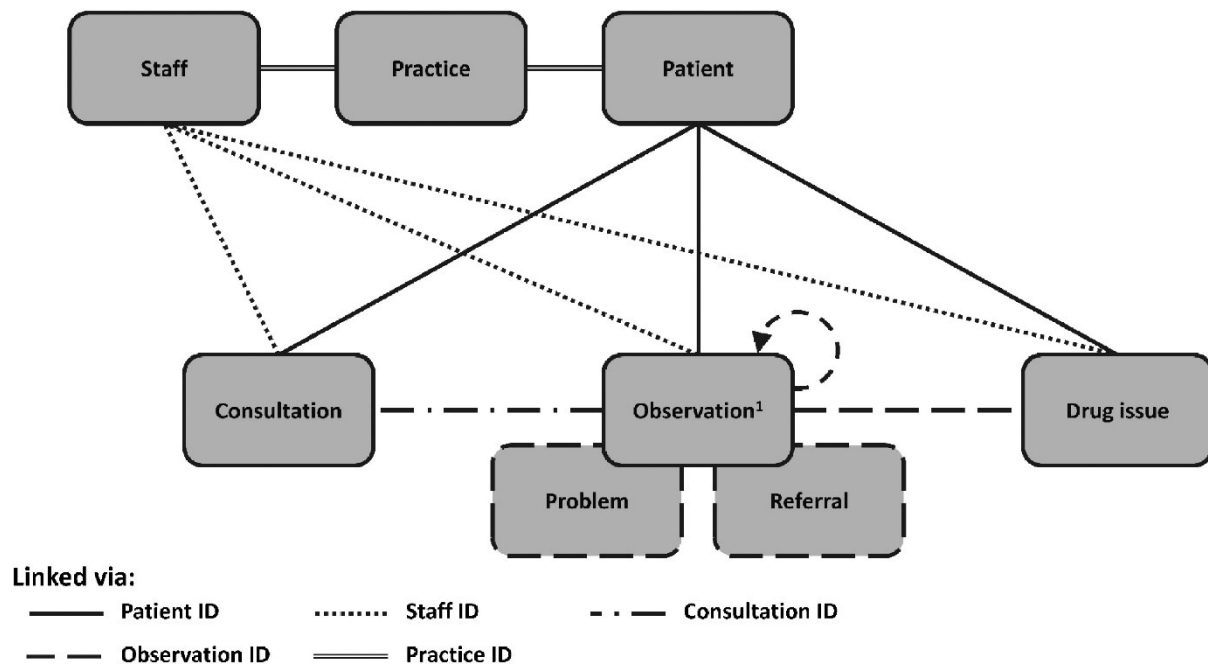 Staff
Practice
Patient
Consultation
Observation¹
Drug issue
Problem
Referral
Linked via:
Patient ID
Staff ID
Consultation ID
Observation ID
Practice ID